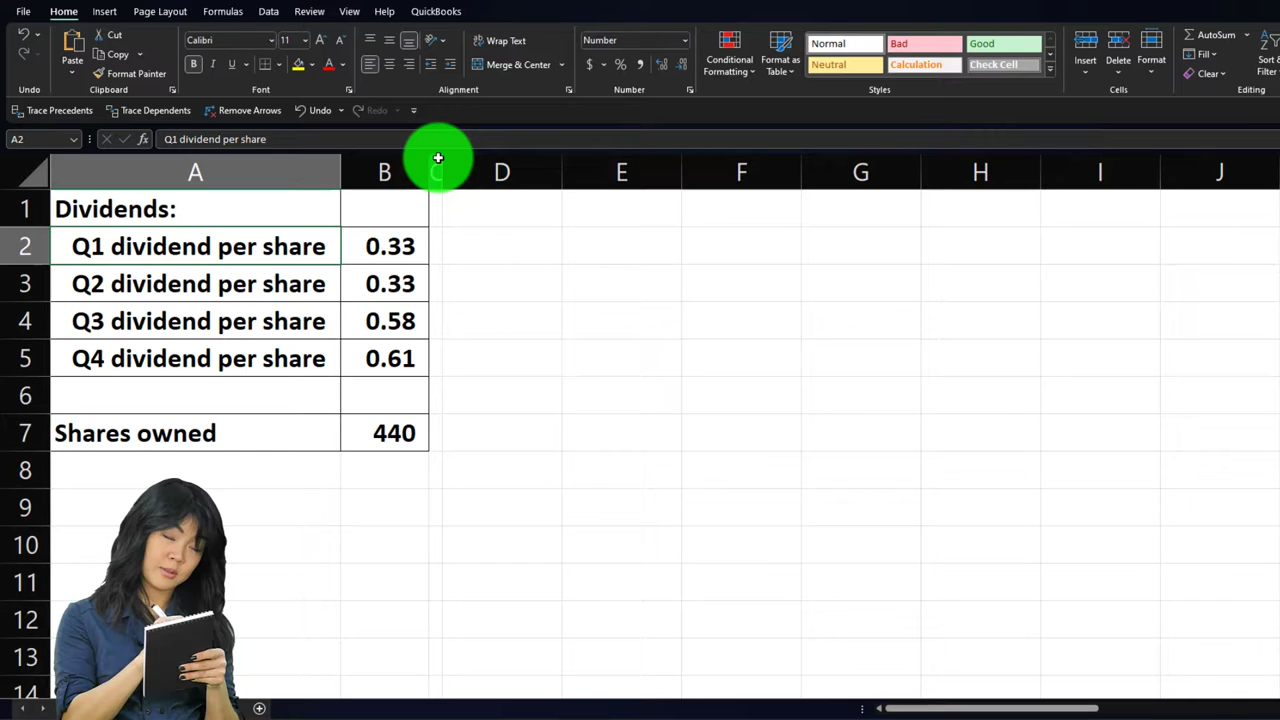 File Home Insert Page Layout Formulas Data Review View Help QuickBooks
Cut
Copy
Format Painter
Paste
Calibri 11
B I U
Wrap Text
Merge & Center
Number
$ %
Conditional Formatting
Format as Table
Normal Bad Good
Neutral Calculation Check Cell
Insert Delete Format
AutoSum
Fill
Clear
Sort &
Filt
Undo Clipboard Font Alignment Number Styles Cells Editing
Trace Precedents Trace Dependents Remove Arrows Undo Redo
A2 fx Q1 dividend per share
A B C D E F G H I J
1 Dividends:
2 Q1 dividend per share 0.33
3 Q2 dividend per share 0.33
4 Q3 dividend per share 0.58
5 Q4 dividend per share 0.61
6
7 Shares owned 440
8
9
10
11
12
13
14